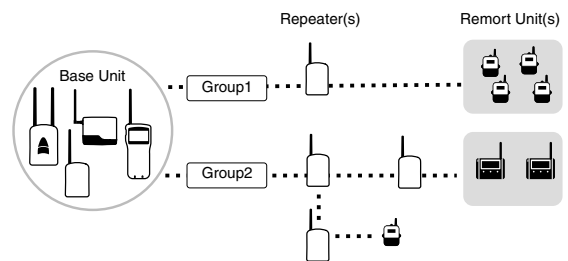 Repeater(s)
Remort Unit(s)
Base Unit
Group1
Group2